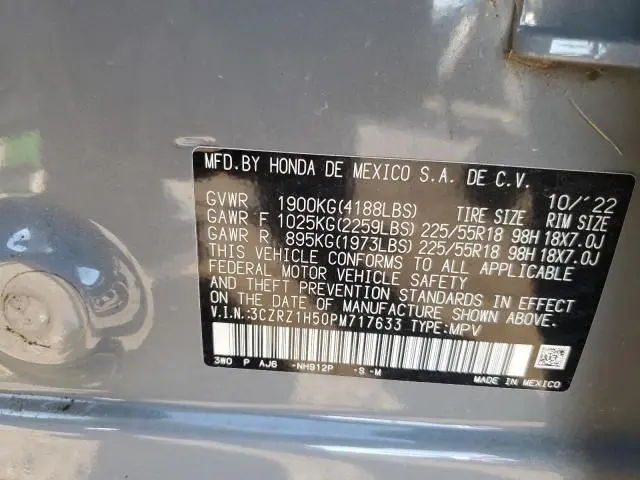 MFD.BY HONDA DE MEXICO S.A. DE C.V. 10/'22
GVWR 1900KG(4188LBS) TIRE SIZE RIM SIZE
GAWR F 1025KG(2259LBS) 225/55R18 98H 18X7.0J
GAWR R 895KG(1973LBS) 225/55R18 98H 18X7.0J
THIS VEHICLE CONFORMS TO ALL APPLICABLE
FEDERAL MOTOR VEHICLE SAFETY
AND THEFT PREVENTION STANDARDS IN EFFECT
ON THE DATE OF MANUFACTURE SHOWN ABOVE.
V.I.N.:3CZRZ1H50PM717633 TYPE:MPV
3W0 P AJ6 -NH912P -S -M
MADE IN MEXICO